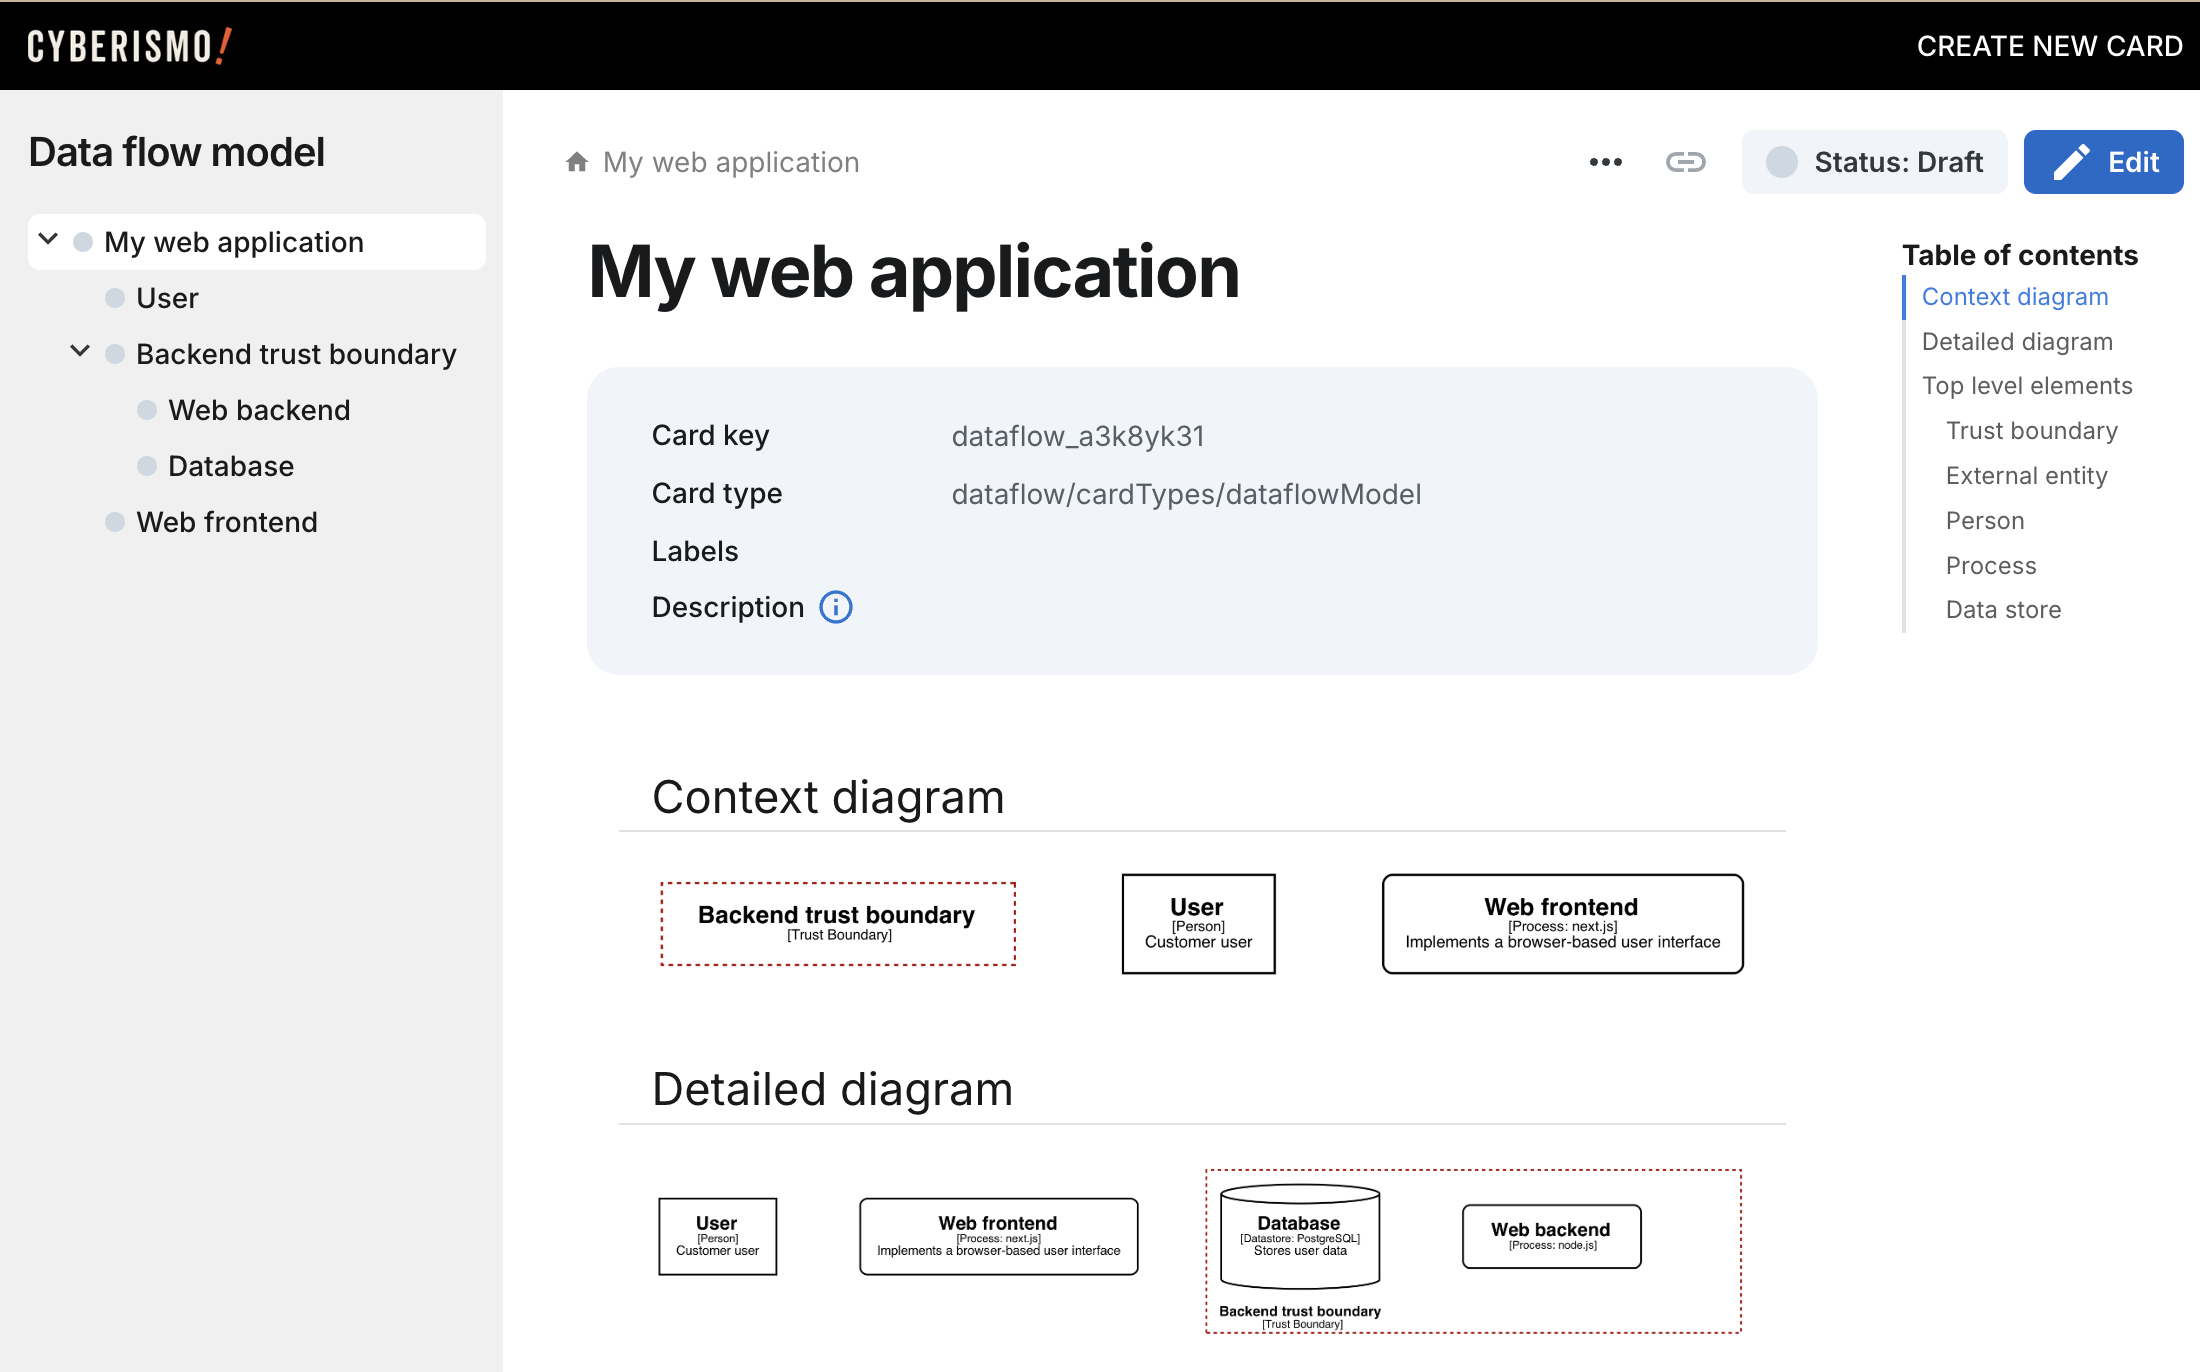 CYBERISMO!
CREATE NEW CARD
Data flow model
My web application
User
Backend trust boundary
Web backend
Database
Web frontend
My web application
Status: Draft
Edit
My web application
Card key dataflow_a3k8yk31
Card type dataflow/cardTypes/dataflowModel
Labels
Description
Table of contents
Context diagram
Detailed diagram
Top level elements
Trust boundary
External entity
Person
Process
Data store
Context diagram
Backend trust boundary
[Trust Boundary]
User
[Person]
Customer user
Web frontend
[Process: next.js]
Implements a browser-based user interface
Detailed diagram
User
[Person]
Customer user
Web frontend
[Process: next.js]
Implements a browser-based user interface
Database
[Datastore: PostgreSQL]
Stores user data
Web backend
[Process: node.js]
Backend trust boundary
[Trust Boundary]